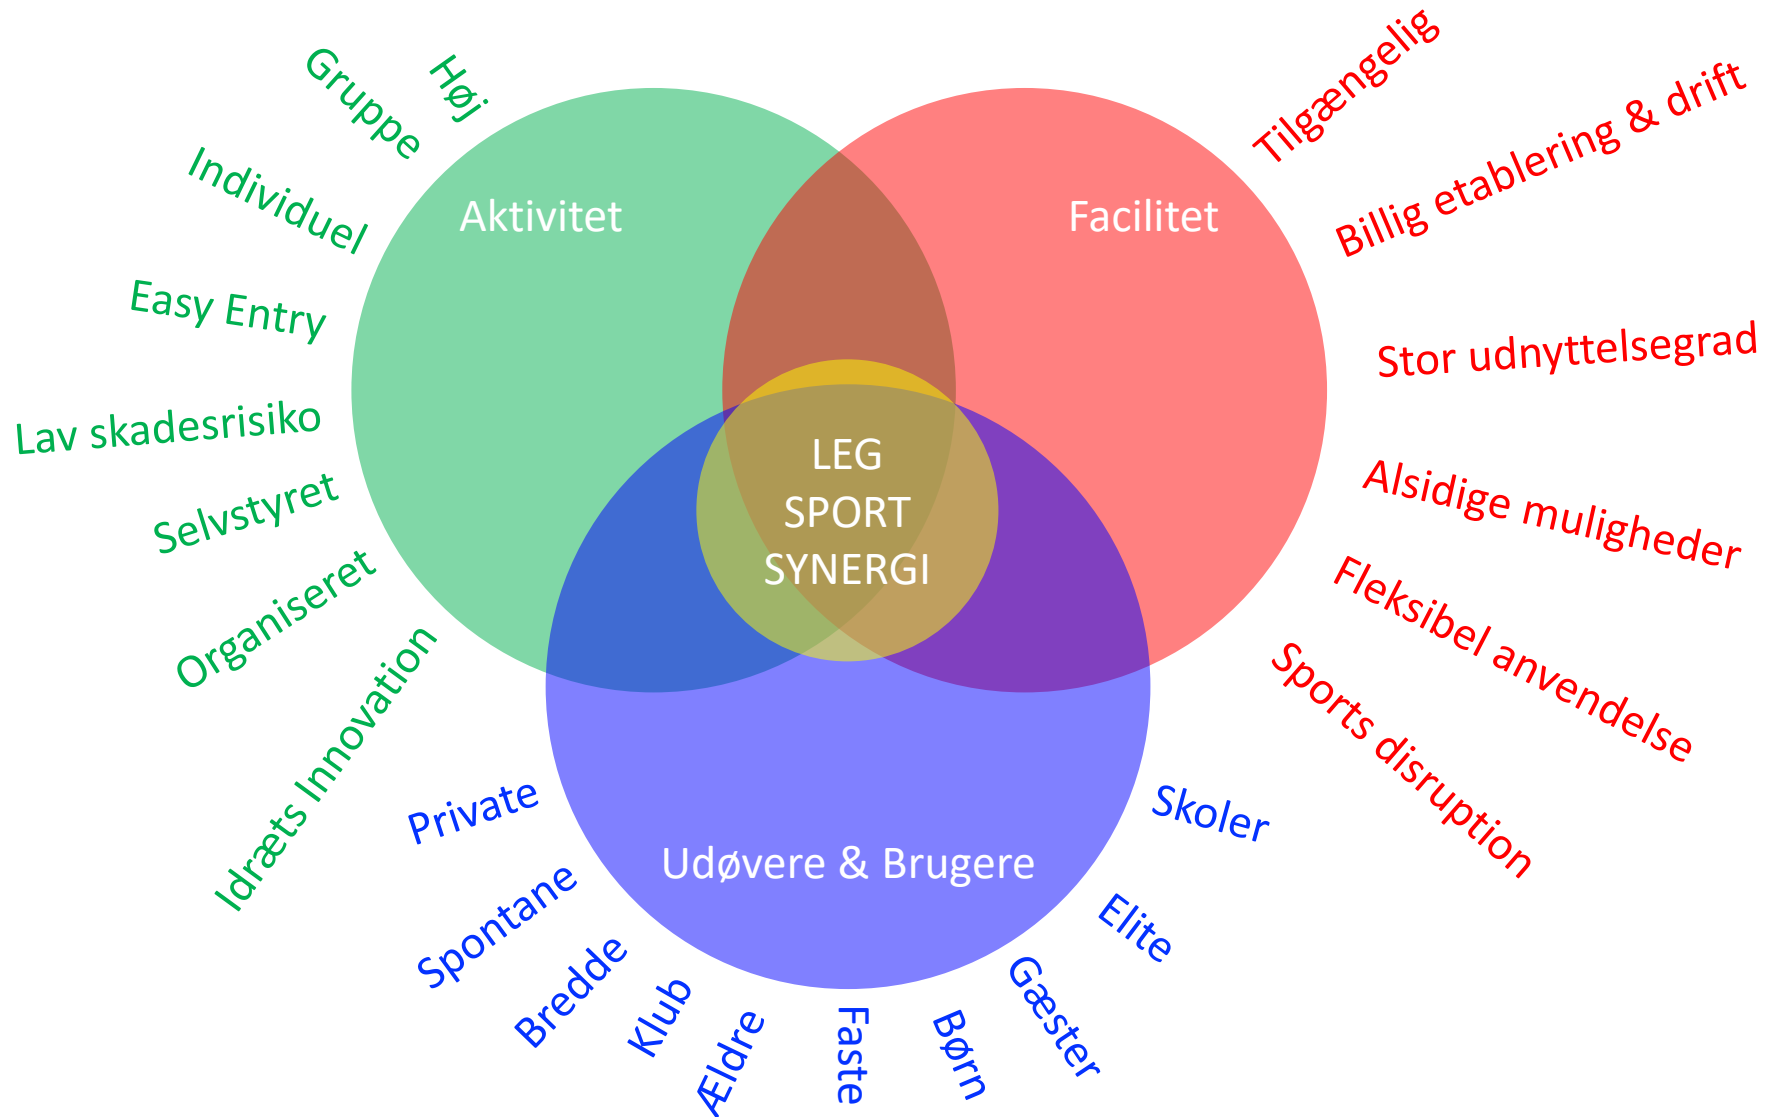 Høj
Gruppe
Individuel
Easy Entry
Lav skadesrisiko
Selvstyret
Organiseret
Idræts Innovation
Aktivitet
Facilitet
Tilgængelig
Billig etablering & drift
Stor udnyttelsegrad
Alsidige muligheder
Fleksibel anvendelse
Sports disruption
LEG
SPORT
SYNERGI
Udøvere & Brugere
Private
Spontane
Bredde
Klub
Ældre
Faste
Børn
Gæster
Elite
Skoler